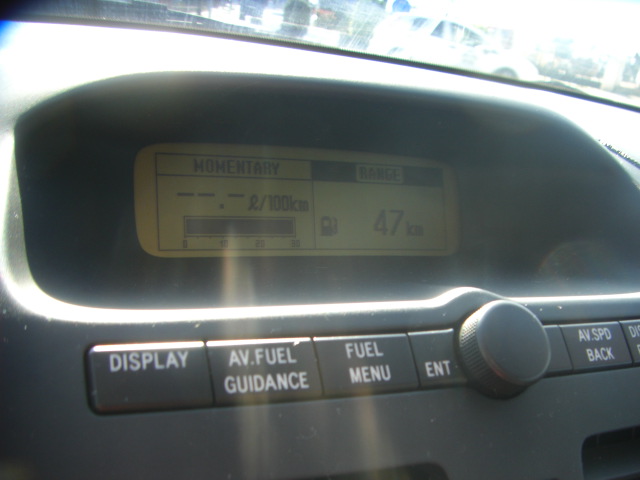 MOMENTARY
RANGE
--.- ℓ/100km
47 km
0 10 20 30
DISPLAY
AV.FUEL
GUIDANCE
FUEL
MENU
ENT
AV.SPD
BACK